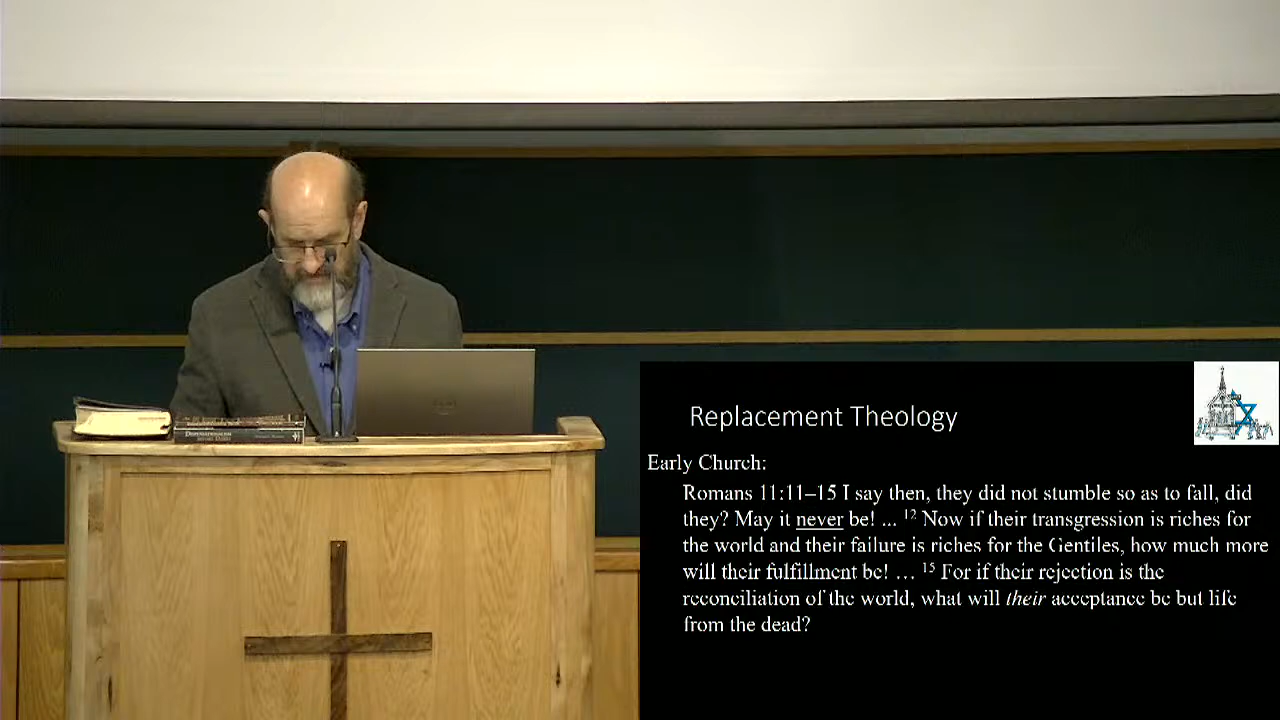 Replacement Theology
Early Church:
Romans 11:11–15 I say then, they did not stumble so as to fall, did
they? May it never be! ... 12 Now if their transgression is riches for
the world and their failure is riches for the Gentiles, how much more
will their fulfillment be! … 15 For if their rejection is the
reconciliation of the world, what will their acceptance be but life
from the dead?
DISPENSATIONALISM